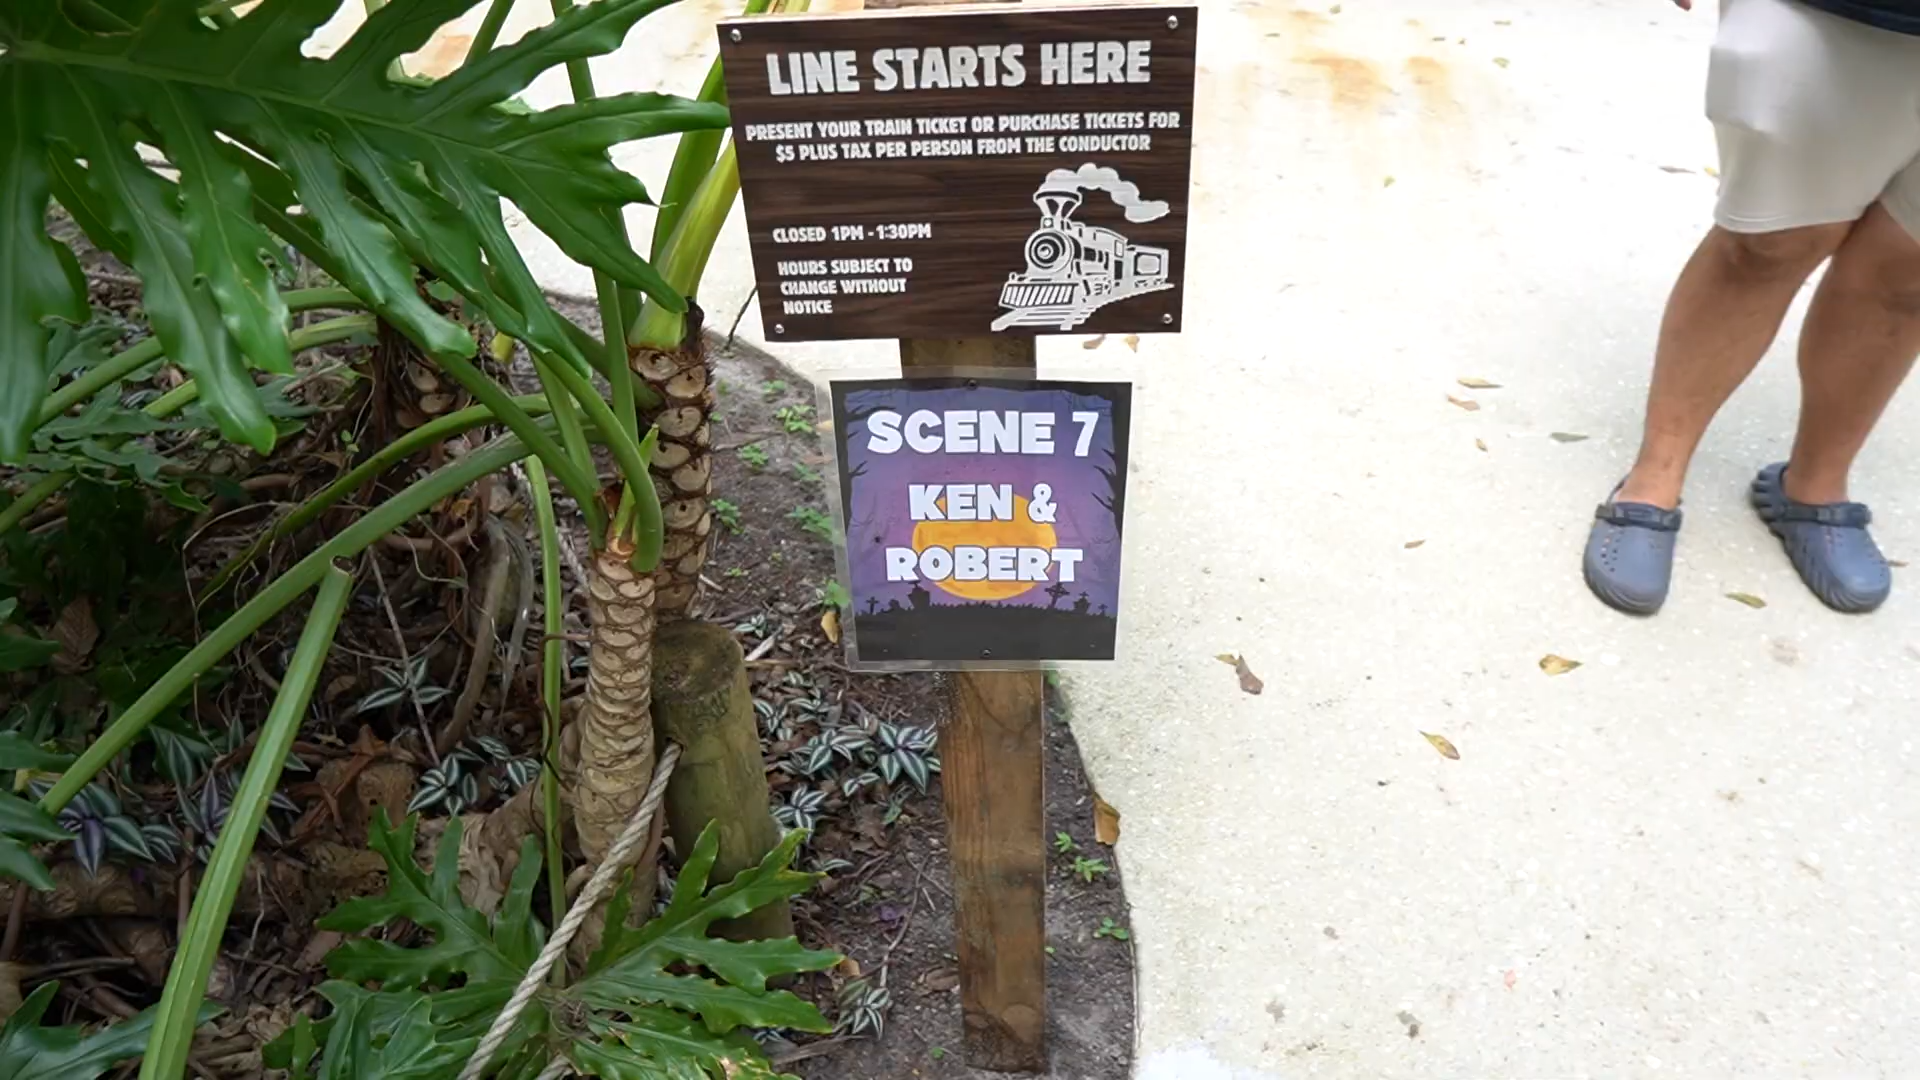 LINE STARTS HERE
PRESENT YOUR TRAIN TICKET OR PURCHASE TICKETS FOR
$5 PLUS TAX PER PERSON FROM THE CONDUCTOR
CLOSED 1PM - 1:30PM
HOURS SUBJECT TO
CHANGE WITHOUT
NOTICE
SCENE 7
KEN &
ROBERT